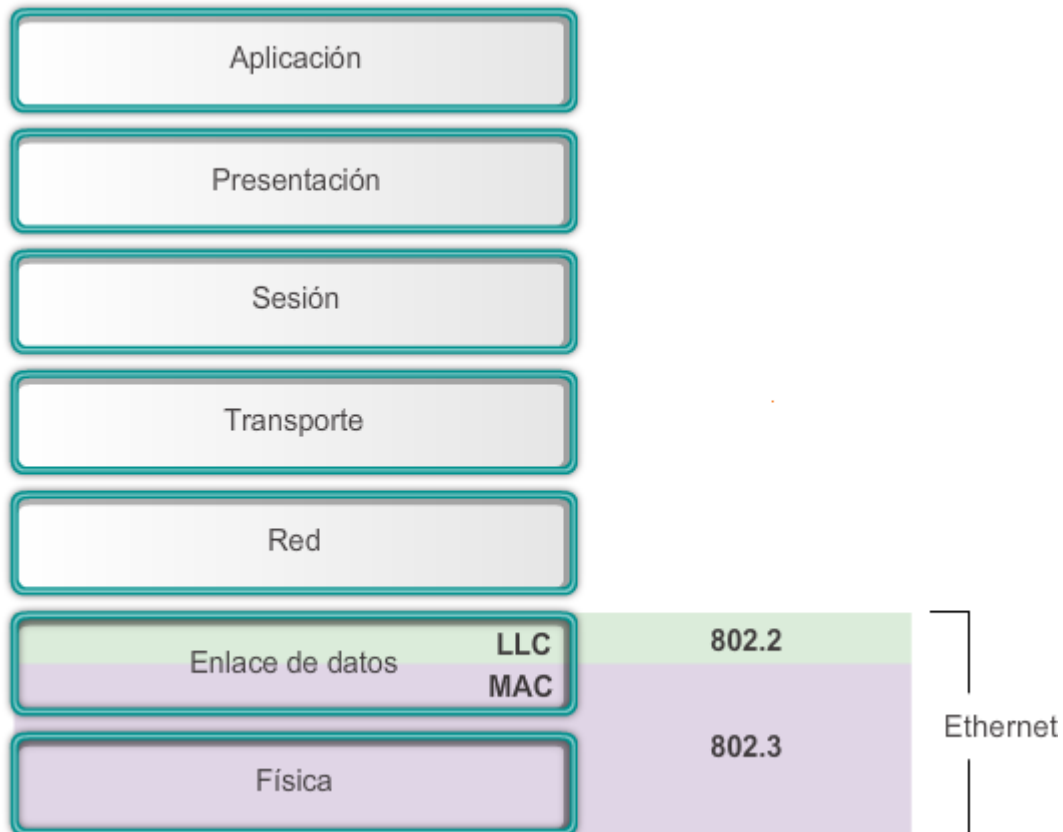 Aplicación
Presentación
Sesión
Transporte
Red
Enlace de datos
LLC
MAC
802.2
802.3
Ethernet
Física